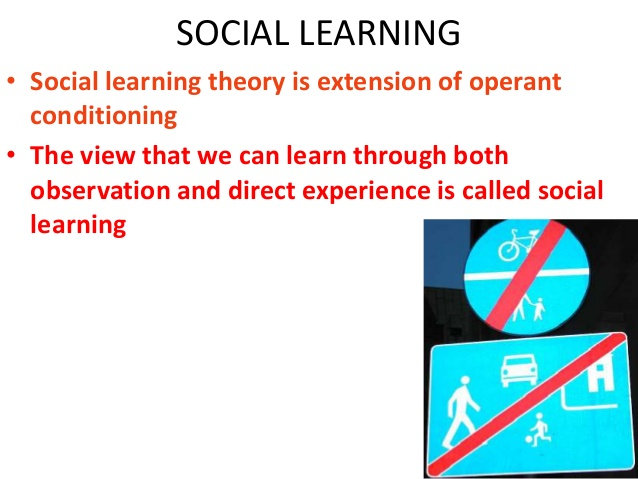 SOCIAL LEARNING
• Social learning theory is extension of operant
conditioning
• The view that we can learn through both
observation and direct experience is called social
learning